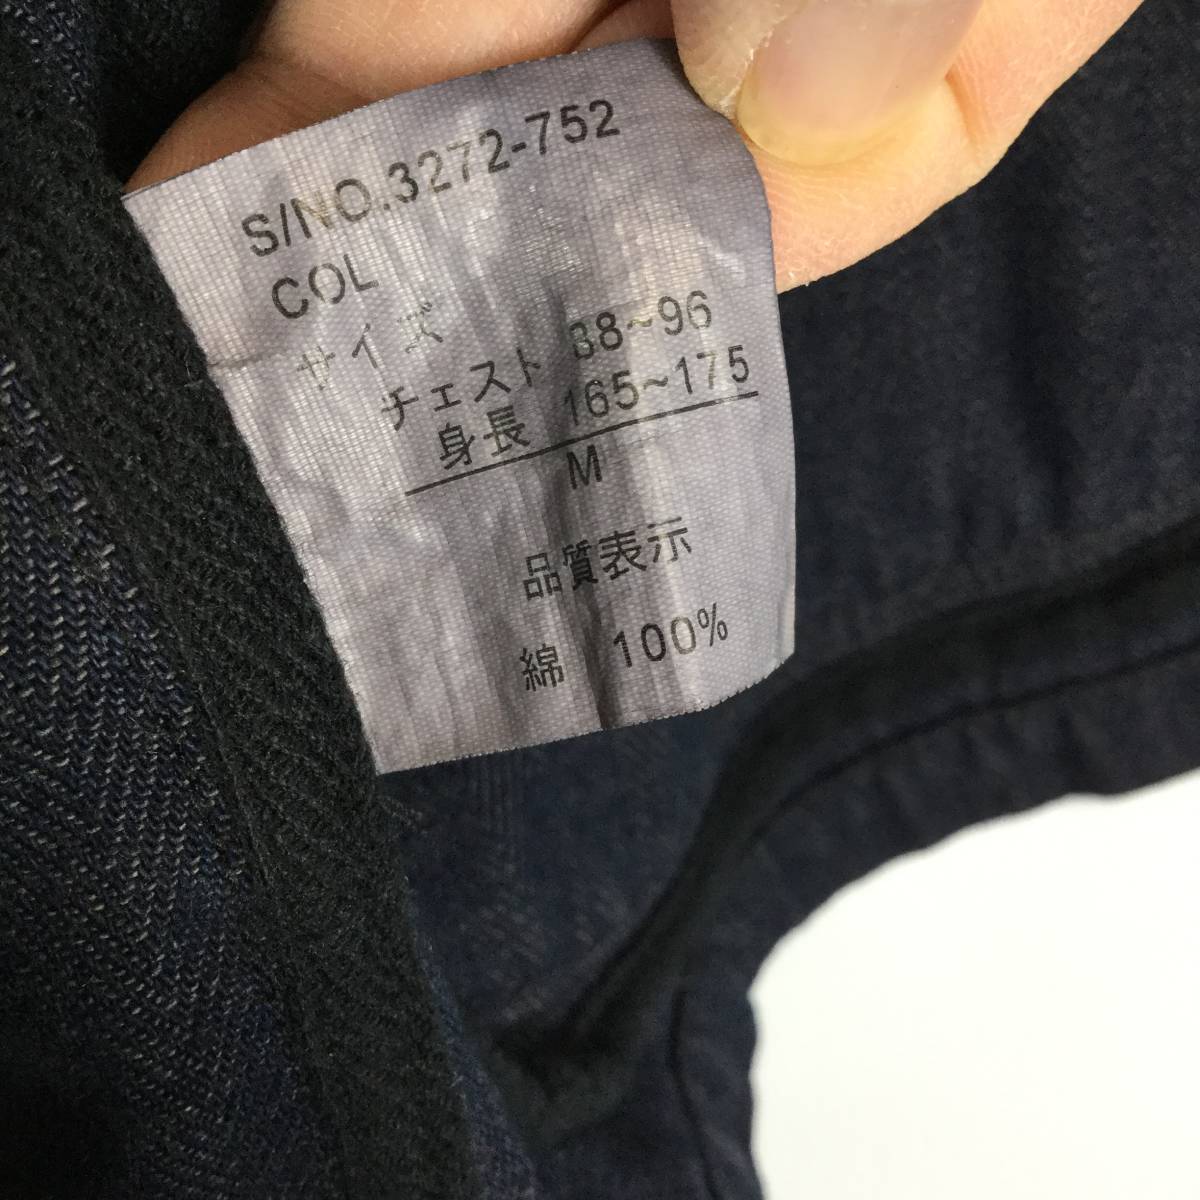 S/NO.3272-752
COL
サイズ
チェスト 88~96
身長 165~175
M
品質表示
綿 100%